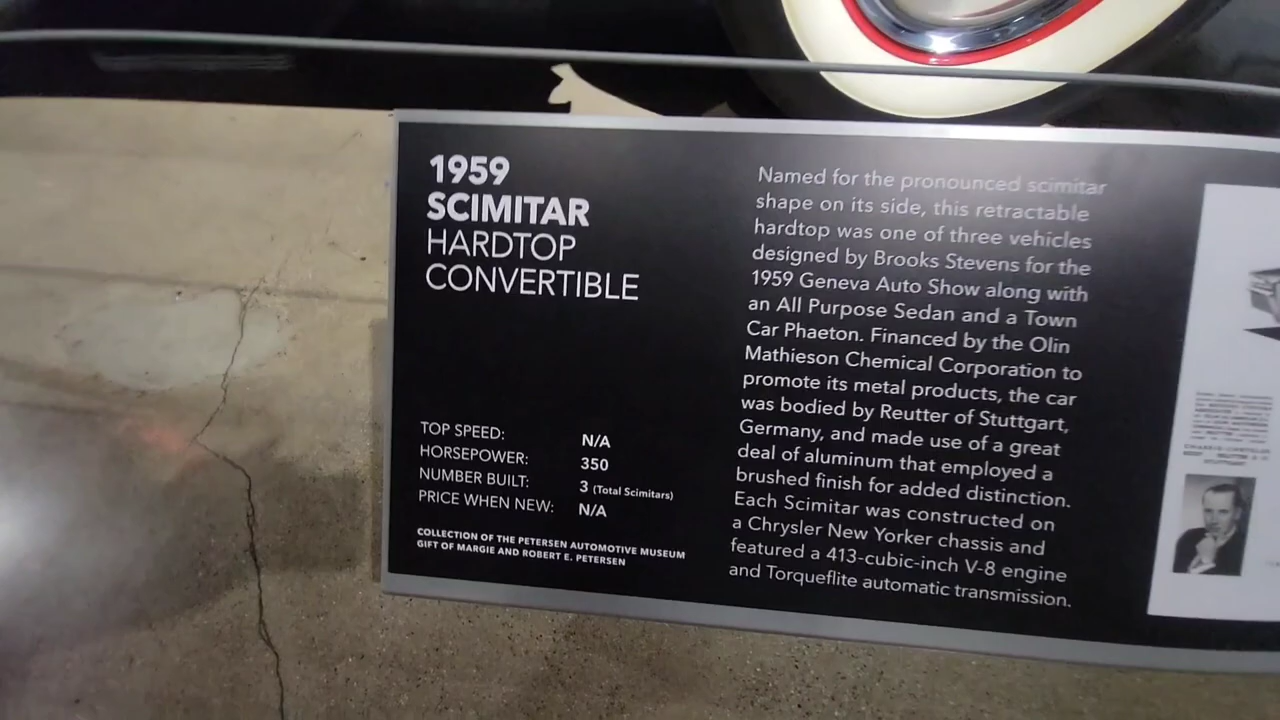 1959
SCIMITAR
HARDTOP
CONVERTIBLE
TOP SPEED: N/A
HORSEPOWER: 350
NUMBER BUILT: 3 (Total Scimitars)
PRICE WHEN NEW: N/A
COLLECTION OF THE PETERSEN AUTOMOTIVE MUSEUM
GIFT OF MARGIE AND ROBERT E. PETERSEN
Named for the pronounced scimitar
shape on its side, this retractable
hardtop was one of three vehicles
designed by Brooks Stevens for the
1959 Geneva Auto Show along with
an All Purpose Sedan and a Town
Car Phaeton. Financed by the Olin
Mathieson Chemical Corporation to
promote its metal products, the car
was bodied by Reutter of Stuttgart,
Germany, and made use of a great
deal of aluminum that employed a
brushed finish for added distinction.
Each Scimitar was constructed on
a Chrysler New Yorker chassis and
featured a 413-cubic-inch V-8 engine
and Torqueflite automatic transmission.